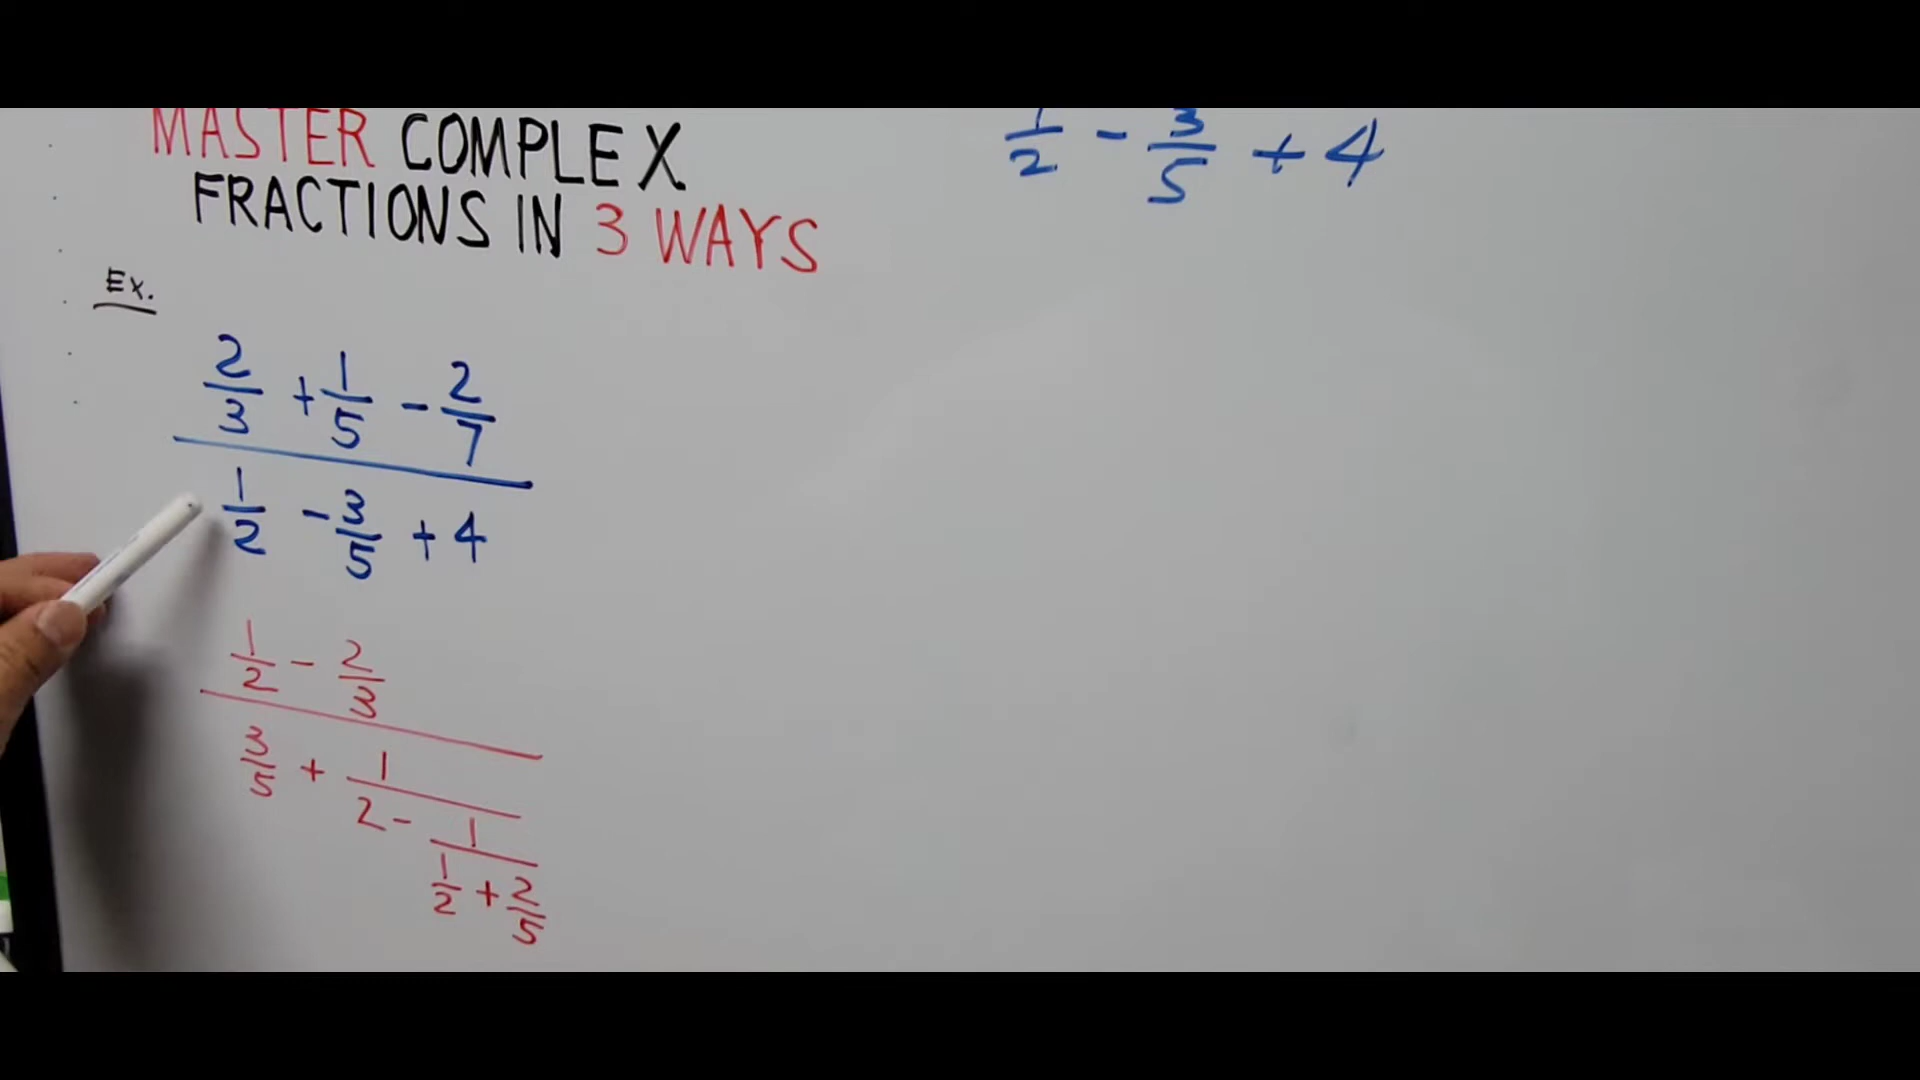 MASTER COMPLEX
FRACTIONS IN 3 WAYS
Ex.
2/3 + 1/5 - 2/7
1/2 - 3/5 + 4
1/2 - 2/3
3/5 + 1
2 - 1
1/2 + 2/5
1/2 - 3/5 + 4